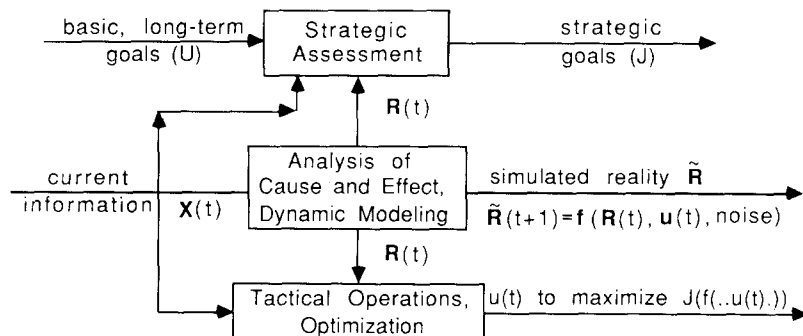 basic, long-term
goals (U)
Strategic
Assessment
strategic
goals (J)
R(t)
current
information
X(t)
Analysis of
Cause and Effect,
Dynamic Modeling
simulated reality R̃
R̃(t+1)=f(R(t), u(t), noise)
R(t)
Tactical Operations,
Optimization
u(t) to maximize J(f(..u(t).))